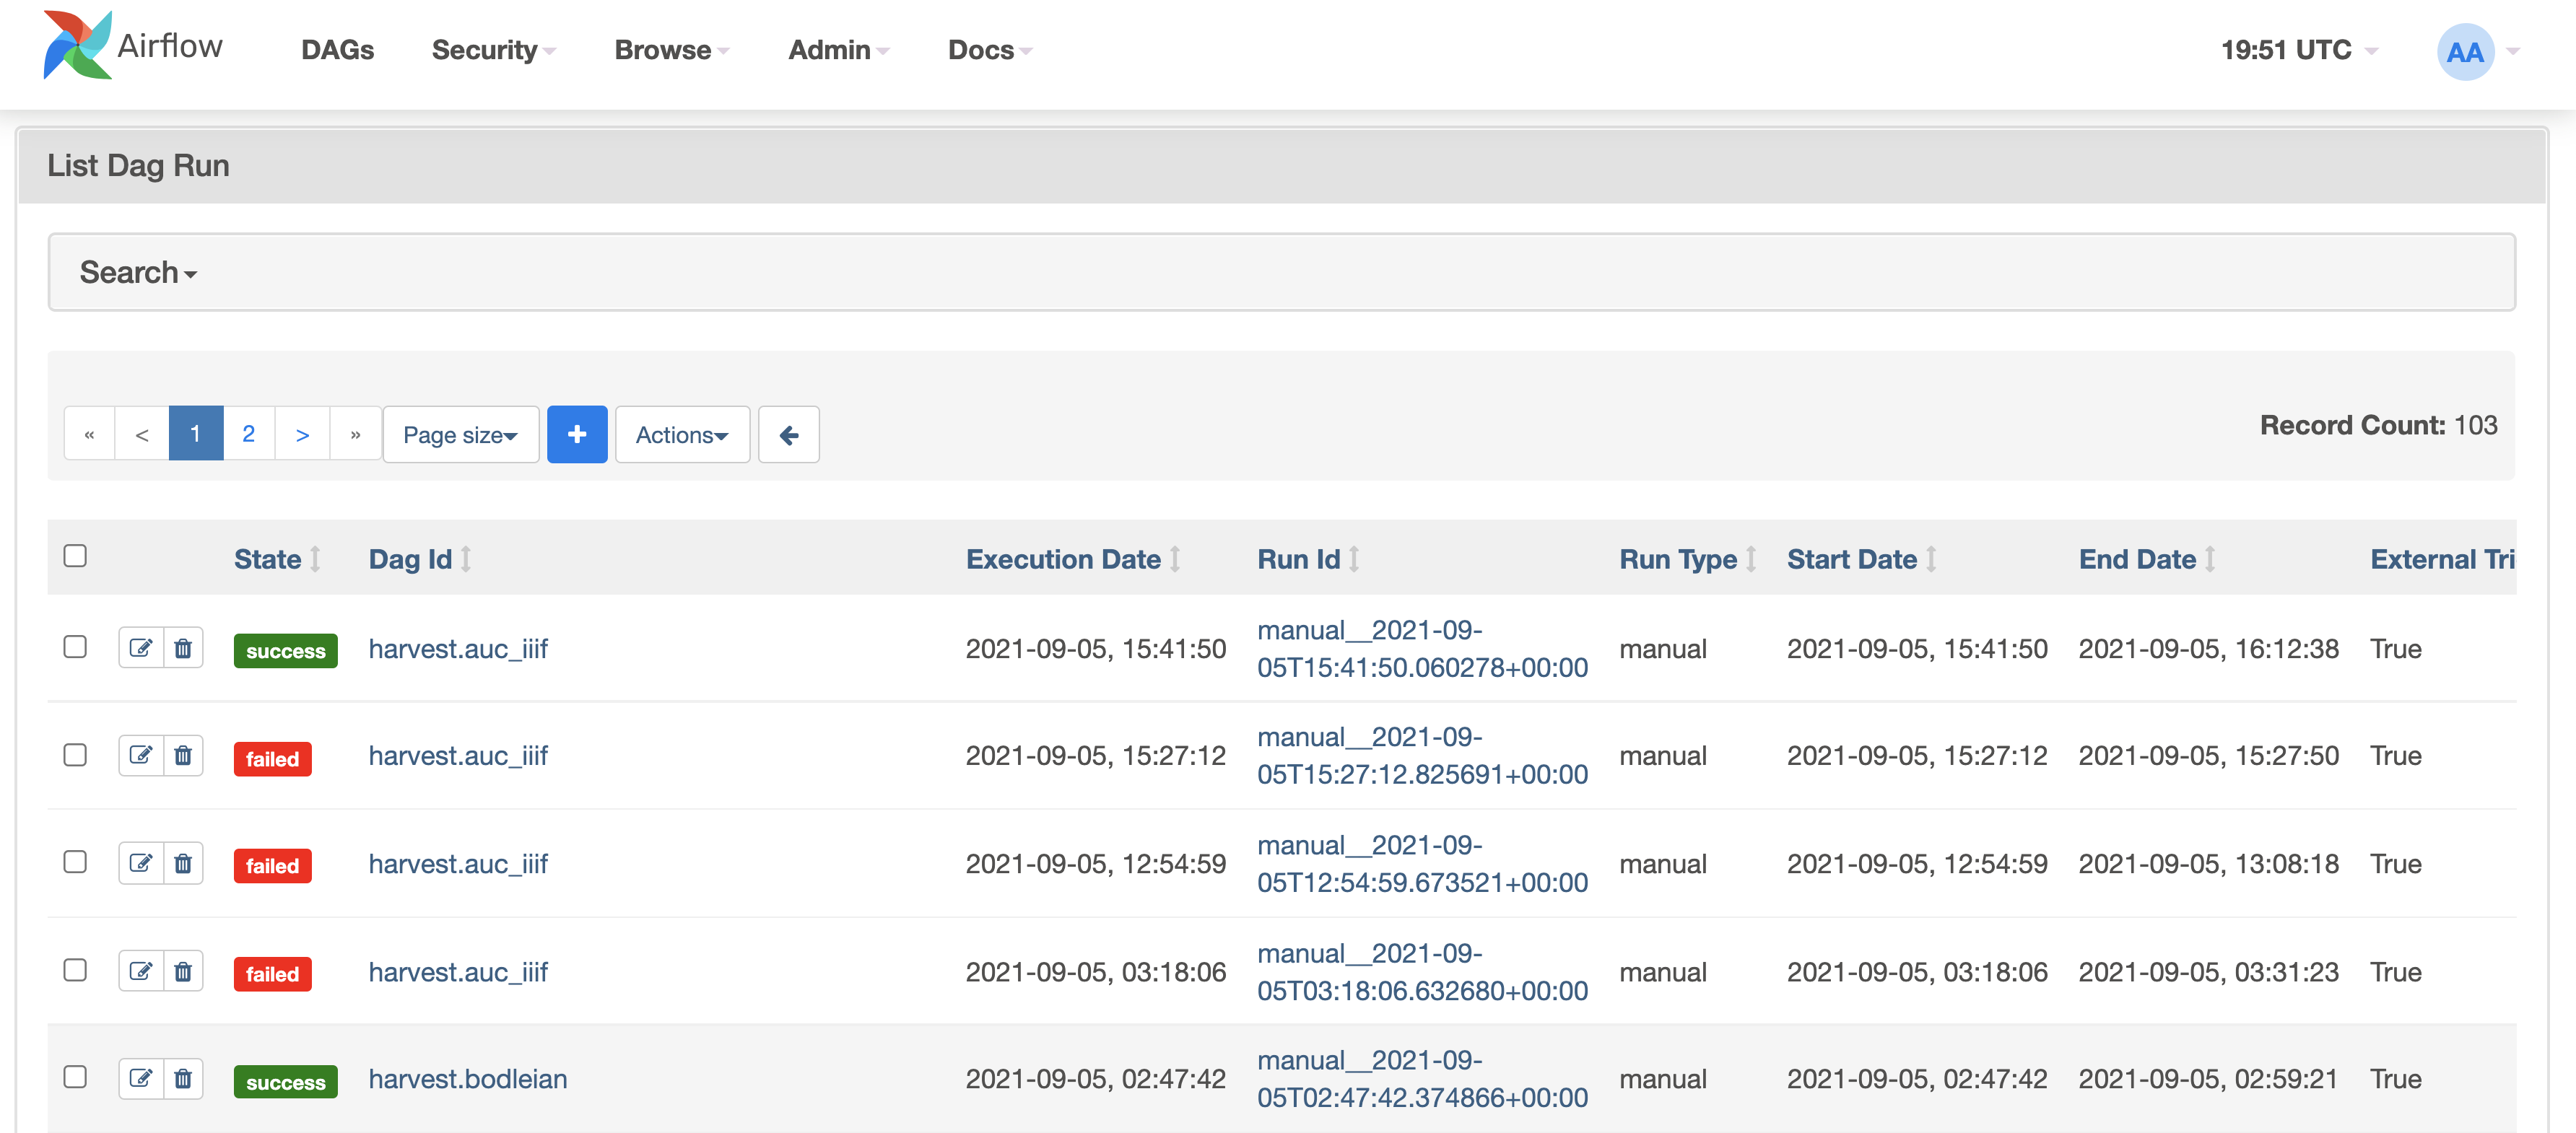 Airflow DAGs Security Browse Admin Docs 19:51 UTC AA
List Dag Run
Search
« < 1 2 > » Page size + Actions Record Count: 103
State Dag Id Execution Date Run Id Run Type Start Date End Date External Tri
success harvest.auc_iiif 2021-09-05, 15:41:50 manual__2021-09-
05T15:41:50.060278+00:00 manual 2021-09-05, 15:41:50 2021-09-05, 16:12:38 True
failed harvest.auc_iiif 2021-09-05, 15:27:12 manual__2021-09-
05T15:27:12.825691+00:00 manual 2021-09-05, 15:27:12 2021-09-05, 15:27:50 True
failed harvest.auc_iiif 2021-09-05, 12:54:59 manual__2021-09-
05T12:54:59.673521+00:00 manual 2021-09-05, 12:54:59 2021-09-05, 13:08:18 True
failed harvest.auc_iiif 2021-09-05, 03:18:06 manual__2021-09-
05T03:18:06.632680+00:00 manual 2021-09-05, 03:18:06 2021-09-05, 03:31:23 True
success harvest.bodleian 2021-09-05, 02:47:42 manual__2021-09-
05T02:47:42.374866+00:00 manual 2021-09-05, 02:47:42 2021-09-05, 02:59:21 True